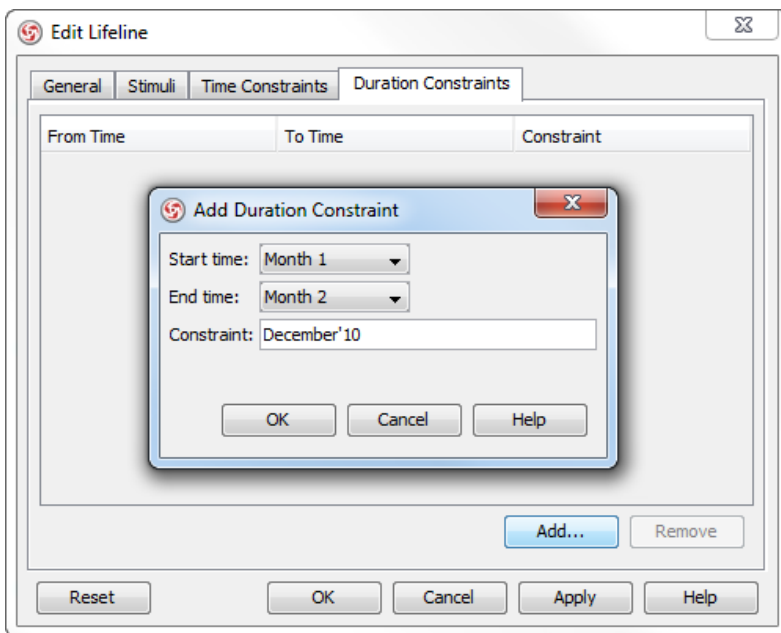 Edit Lifeline
General Stimuli Time Constraints Duration Constraints
From Time To Time Constraint
Add Duration Constraint
Start time: Month 1
End time: Month 2
Constraint: December'10
OK Cancel Help
Add... Remove
Reset OK Cancel Apply Help